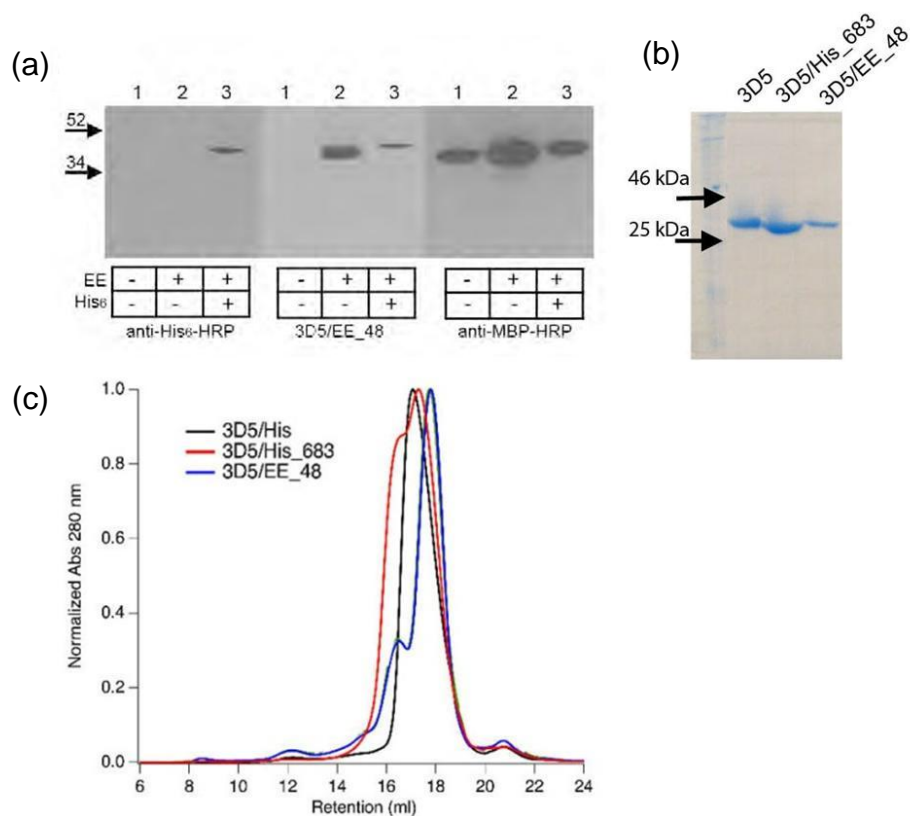 (a)
1 2 3 1 2 3 1 2 3
52
34
EE - + + - + + - + +
His6 - - + - - + - - +
anti-His6-HRP 3D5/EE_48 anti-MBP-HRP
(b)
3D5 3D5/His_683 3D5/EE_48
46 kDa
25 kDa
(c)
3D5/His
3D5/His_683
3D5/EE_48
Normalized Abs 280 nm
1.0
0.8
0.6
0.4
0.2
0.0
6 8 10 12 14 16 18 20 22 24
Retention (ml)